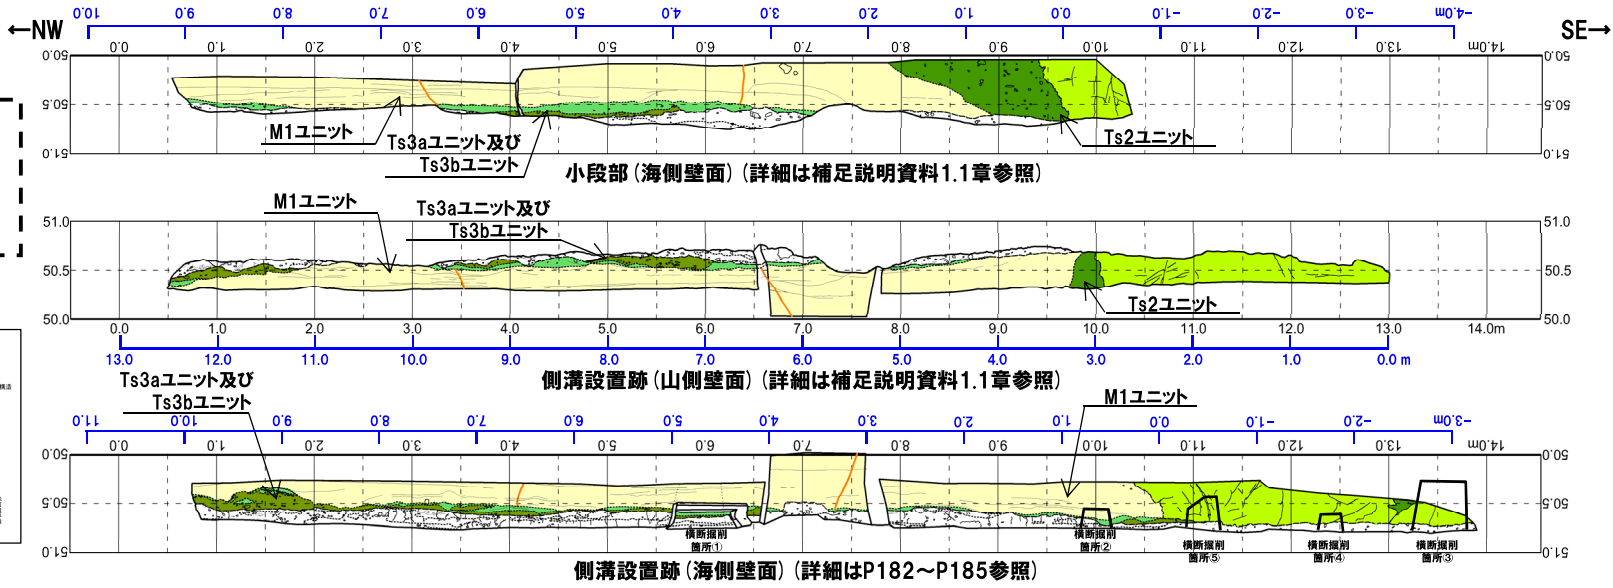 10.0 9.0 8.0 7.0 6.0 5.0 4.0 3.0 2.0 1.0 0.0 -1.0 -2.0 -3.0 -4.0m
←NW
SE→
0.0 1.0 2.0 3.0 4.0 5.0 6.0 7.0 8.0 9.0 10.0 11.0 12.0 13.0 14.0m
50.0 50.0
50.5 50.5
51.0 51.0
M1ユニット
Ts3aユニット及び
Ts3bユニット
Ts2ユニット
小段部(海側壁面)(詳細は補足説明資料1.1章参照)
M1ユニット
Ts3aユニット及び
Ts3bユニット
51.0 51.0
50.5 50.5
50.0 50.0
Ts2ユニット
0.0 1.0 2.0 3.0 4.0 5.0 6.0 7.0 8.0 9.0 10.0 11.0 12.0 13.0 14.0m
13.0 12.0 11.0 10.0 9.0 8.0 7.0 6.0 5.0 4.0 3.0 2.0 1.0 0.0 m
側溝設置跡(山側壁面)(詳細は補足説明資料1.1章参照)
Ts3aユニット及び
Ts3bユニット
M1ユニット
11.0 10.0 9.0 8.0 7.0 6.0 5.0 4.0 3.0 2.0 1.0 0.0 -1.0 -2.0 -3.0m
0.0 1.0 2.0 3.0 4.0 5.0 6.0 7.0 8.0 9.0 10.0 11.0 12.0 13.0 14.0m
50.0 50.0
50.5 50.5
51.0 51.0
横断掘削
箇所①
横断掘削
箇所②
横断掘削
箇所⑤
横断掘削
箇所④
横断掘削
箇所③
側溝設置跡(海側壁面)(詳細はP182～P185参照)